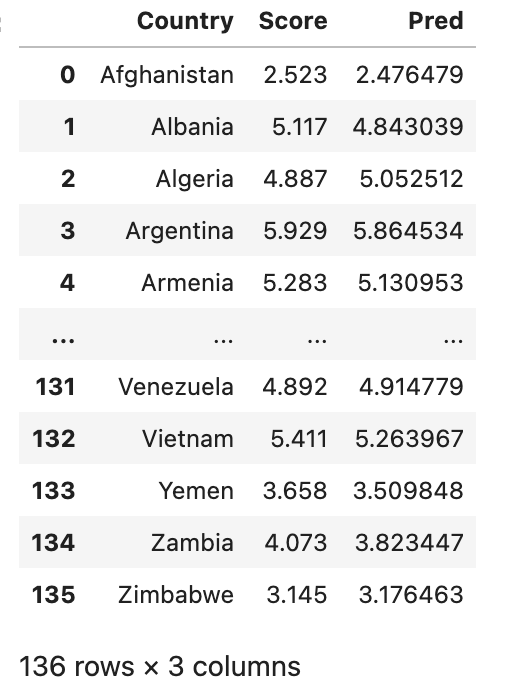 Country Score Pred
0 Afghanistan 2.523 2.476479
1 Albania 5.117 4.843039
2 Algeria 4.887 5.052512
3 Argentina 5.929 5.864534
4 Armenia 5.283 5.130953
... ... ... ...
131 Venezuela 4.892 4.914779
132 Vietnam 5.411 5.263967
133 Yemen 3.658 3.509848
134 Zambia 4.073 3.823447
135 Zimbabwe 3.145 3.176463
136 rows × 3 columns